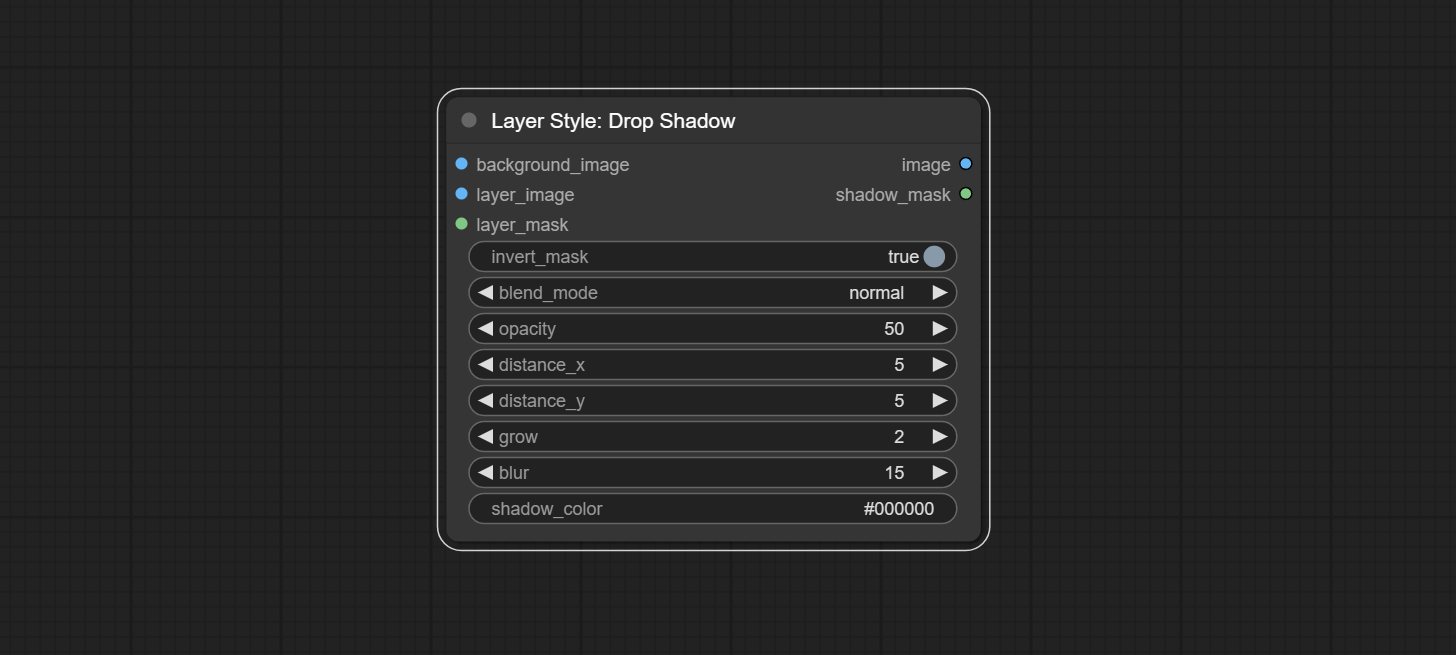 Layer Style: Drop Shadow
background_image image
layer_image shadow_mask
layer_mask
invert_mask true
blend_mode normal
opacity 50
distance_x 5
distance_y 5
grow 2
blur 15
shadow_color #000000